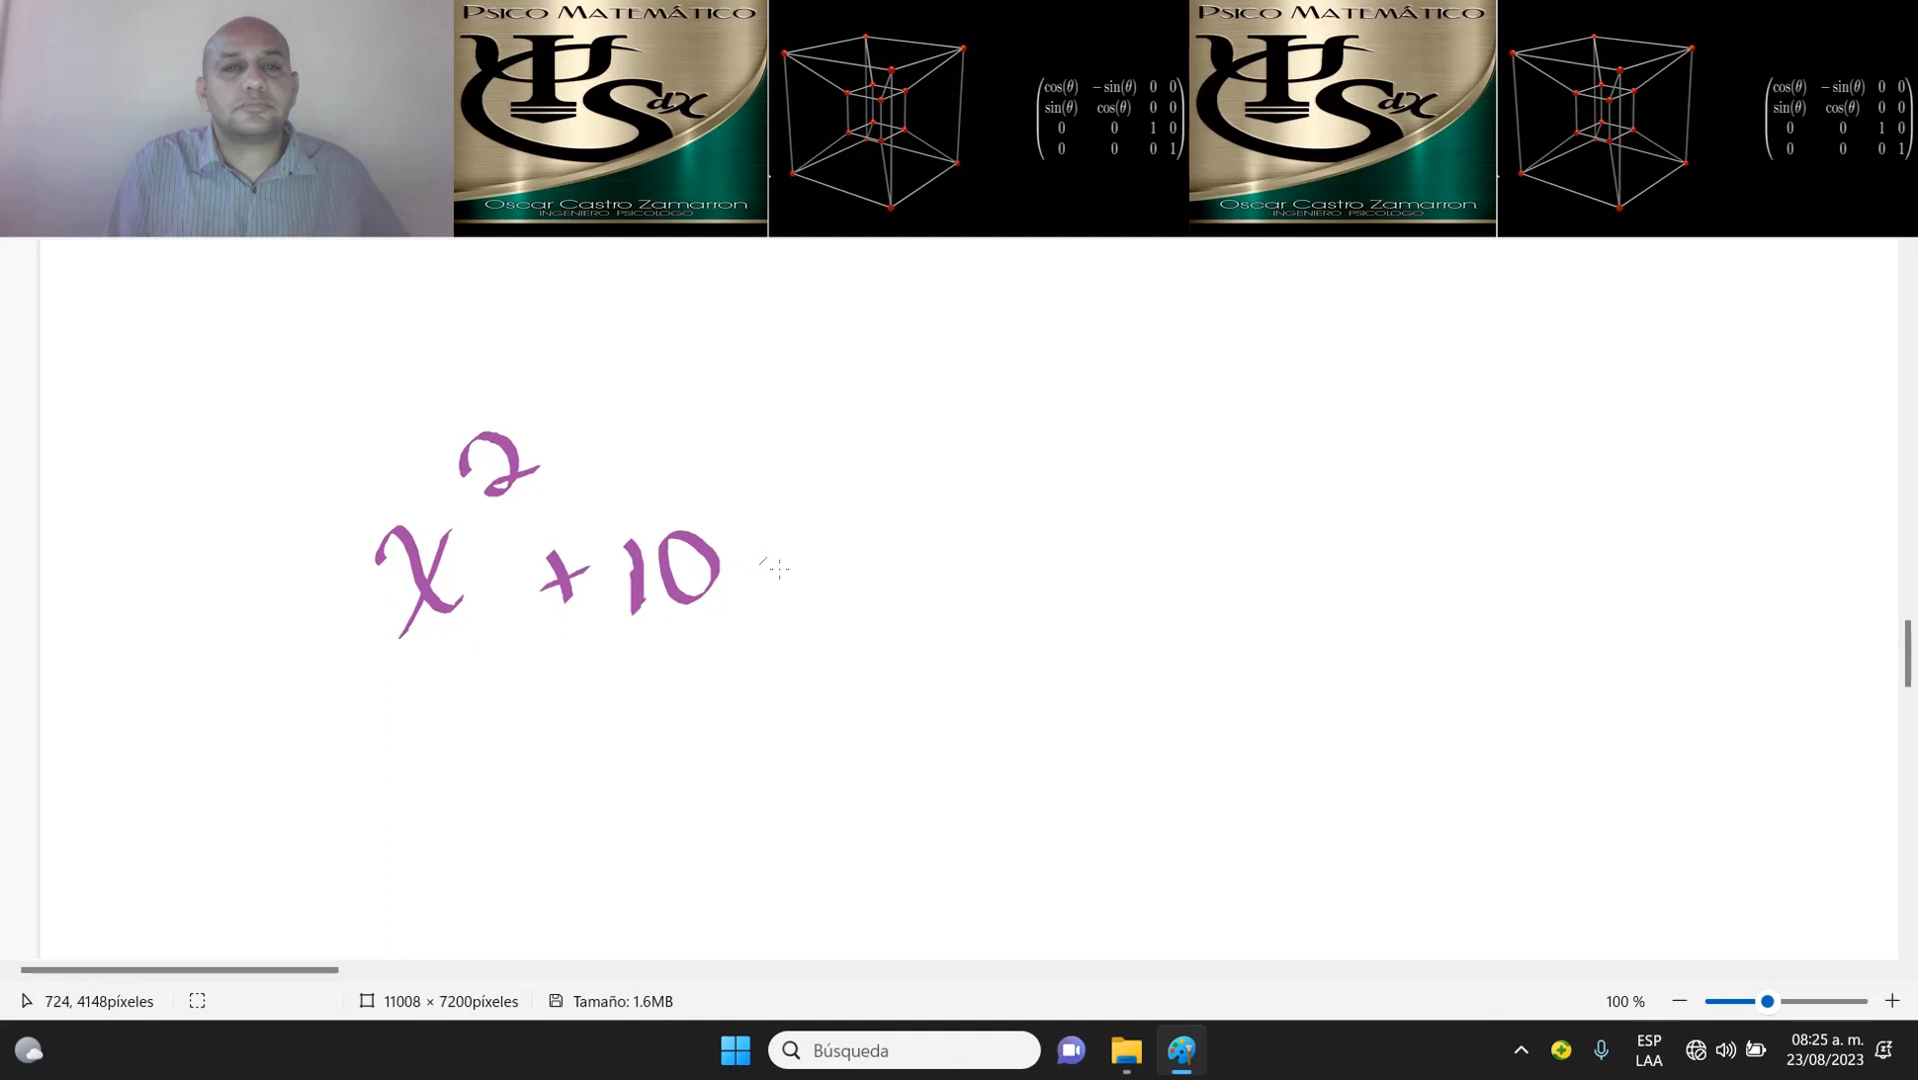 PSICO MATEMÁTICO
dx
OSCAR CASTRO ZAMARRON
INGENIERO PSICOLOGO
cos(θ) −sin(θ) 0 0
sin(θ) cos(θ) 0 0
0 0 1 0
0 0 0 1
PSICO MATEMÁTICO
dx
OSCAR CASTRO ZAMARRON
INGENIERO PSICOLOGO
cos(θ) −sin(θ) 0 0
sin(θ) cos(θ) 0 0
0 0 1 0
0 0 0 1
x² + 10
724, 4148píxeles
11008 × 7200píxeles
Tamaño: 1.6MB
100 %
Búsqueda
ESP
LAA
08:25 a. m.
23/08/2023